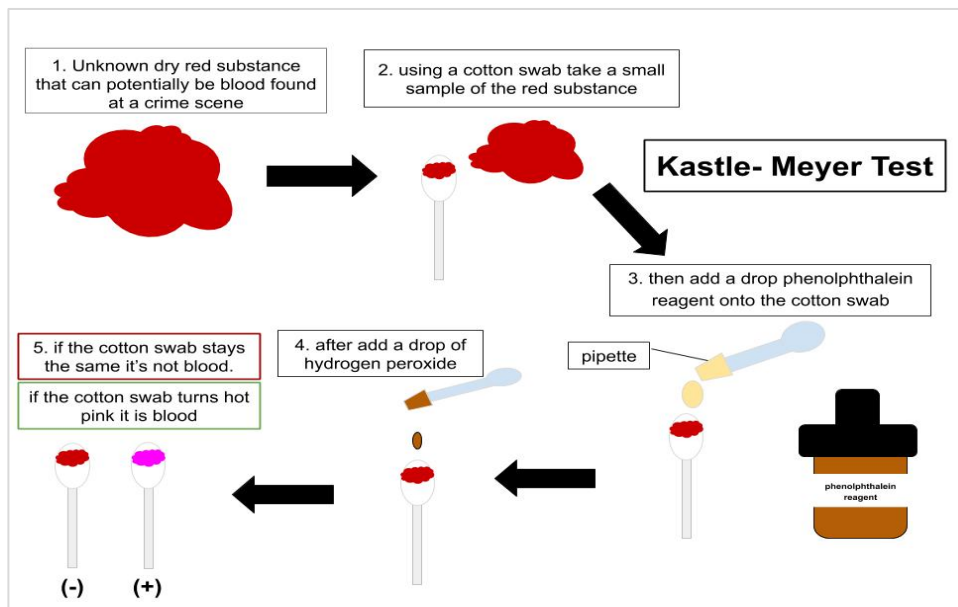 1. Unknown dry red substance
that can potentially be blood found
at a crime scene
2. using a cotton swab take a small
sample of the red substance
Kastle- Meyer Test
3. then add a drop phenolphthalein
reagent onto the cotton swab
pipette
phenolphthalein
reagent
4. after add a drop of
hydrogen peroxide
5. if the cotton swab stays
the same it's not blood.
if the cotton swab turns hot
pink it is blood
(-) (+)